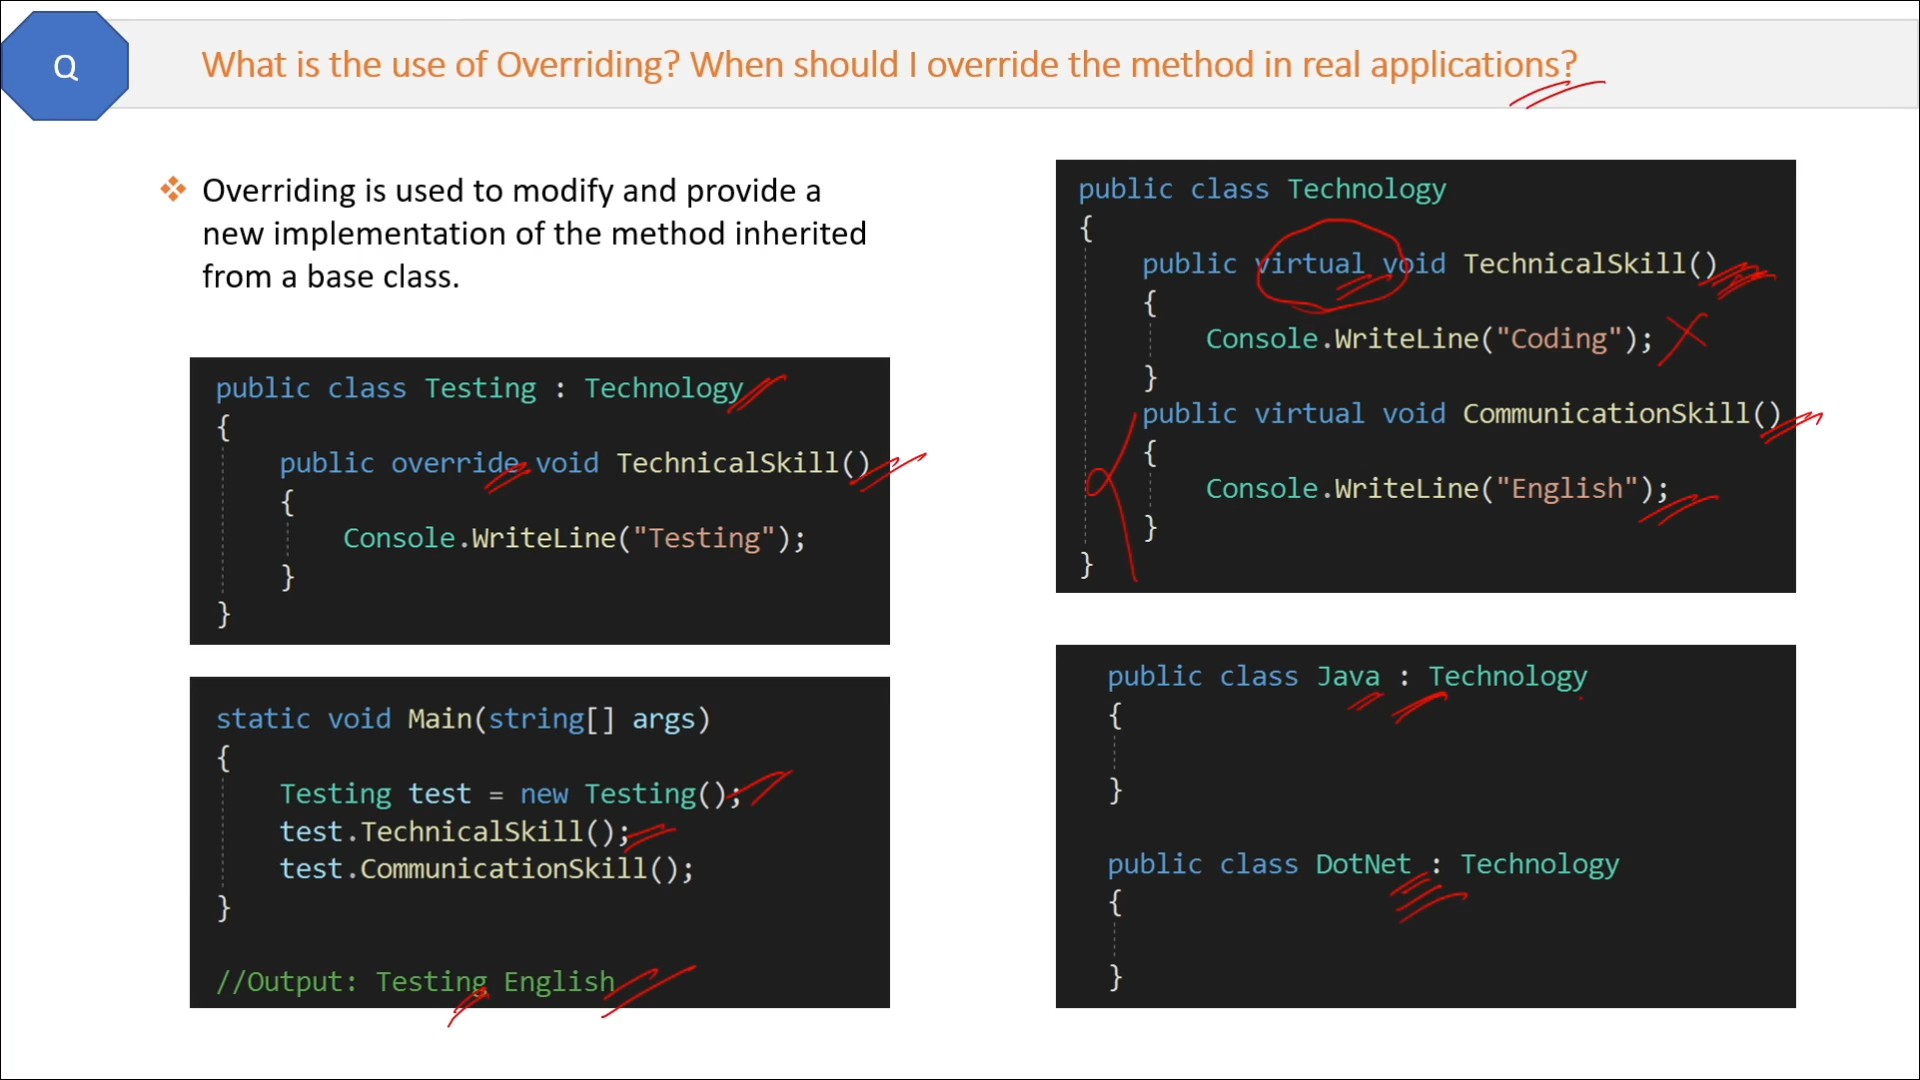 Q
What is the use of Overriding? When should I override the method in real applications?
Overriding is used to modify and provide a
new implementation of the method inherited
from a base class.
public class Testing : Technology
{
public override void TechnicalSkill()
{
Console.WriteLine("Testing");
}
}
static void Main(string[] args)
{
Testing test = new Testing();
test.TechnicalSkill();
test.CommunicationSkill();
}
//Output: Testing English
public class Technology
{
public virtual void TechnicalSkill()
{
Console.WriteLine("Coding");
}
public virtual void CommunicationSkill()
{
Console.WriteLine("English");
}
}
public class Java : Technology
{
}
public class DotNet : Technology
{
}